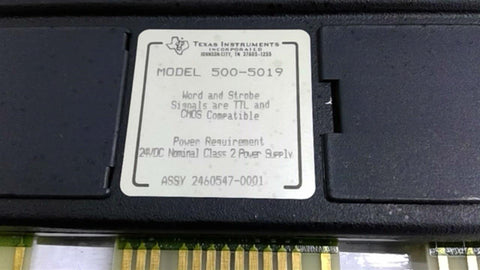 TEXAS INSTRUMENTS
INCORPORATED
JOHNSON CITY, TN 37605-1255
MODEL 500-5019
Word and Strobe
Signals are TTL and
CMOS Compatible
Power Requirement
24VDC Nominal Class 2 Power Supply
ASSY 2460547-0001